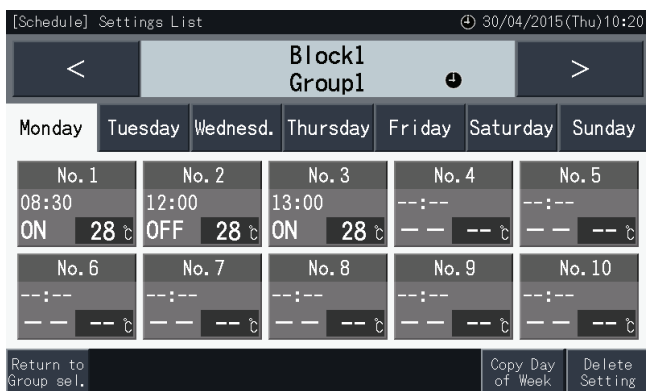 [Schedule] Settings List 30/04/2015(Thu)10:20
< Block1 >
Group1
Monday Tuesday Wednesd. Thursday Friday Saturday Sunday
No. 1 No. 2 No. 3 No. 4 No. 5
08:30 12:00 13:00 --:-- --:--
ON 28℃ OFF 28℃ ON 28℃ -- --℃ -- --℃
No. 6 No. 7 No. 8 No. 9 No. 10
--:-- --:-- --:-- --:-- --:--
-- --℃ -- --℃ -- --℃ -- --℃ -- --℃
Return to Copy Day Delete
Group sel. of Week Setting